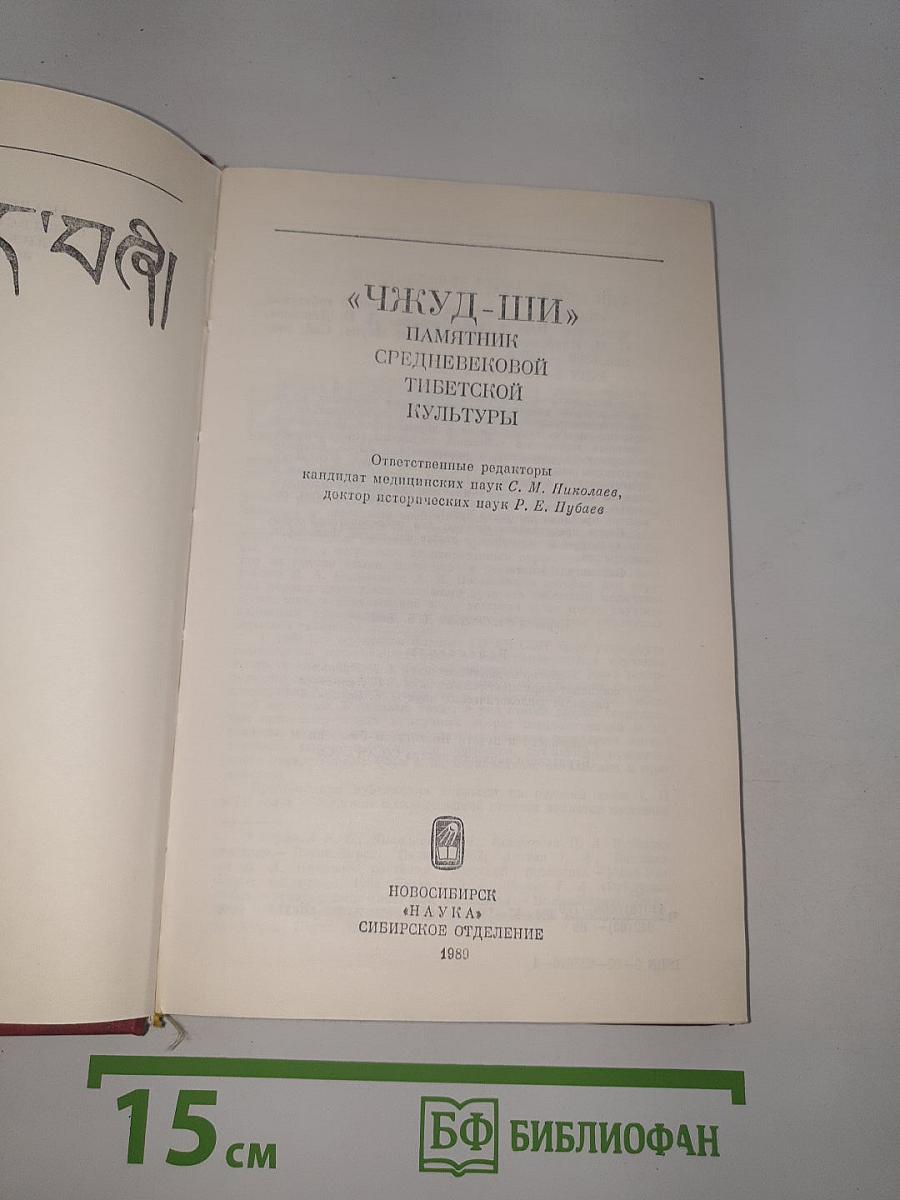 «ЧЖУД-ШИ»
ПАМЯТНИК
СРЕДНЕВЕКОВОЙ
ТИБЕТСКОЙ
КУЛЬТУРЫ
Ответственные редакторы
кандидат медицинских наук С. М. Николаев,
доктор исторических наук Р. Е. Пубаев
НОВОСИБИРСК
«НАУКА»
СИБИРСКОЕ ОТДЕЛЕНИЕ
1989
15 см
БФ БИБЛИОФАН